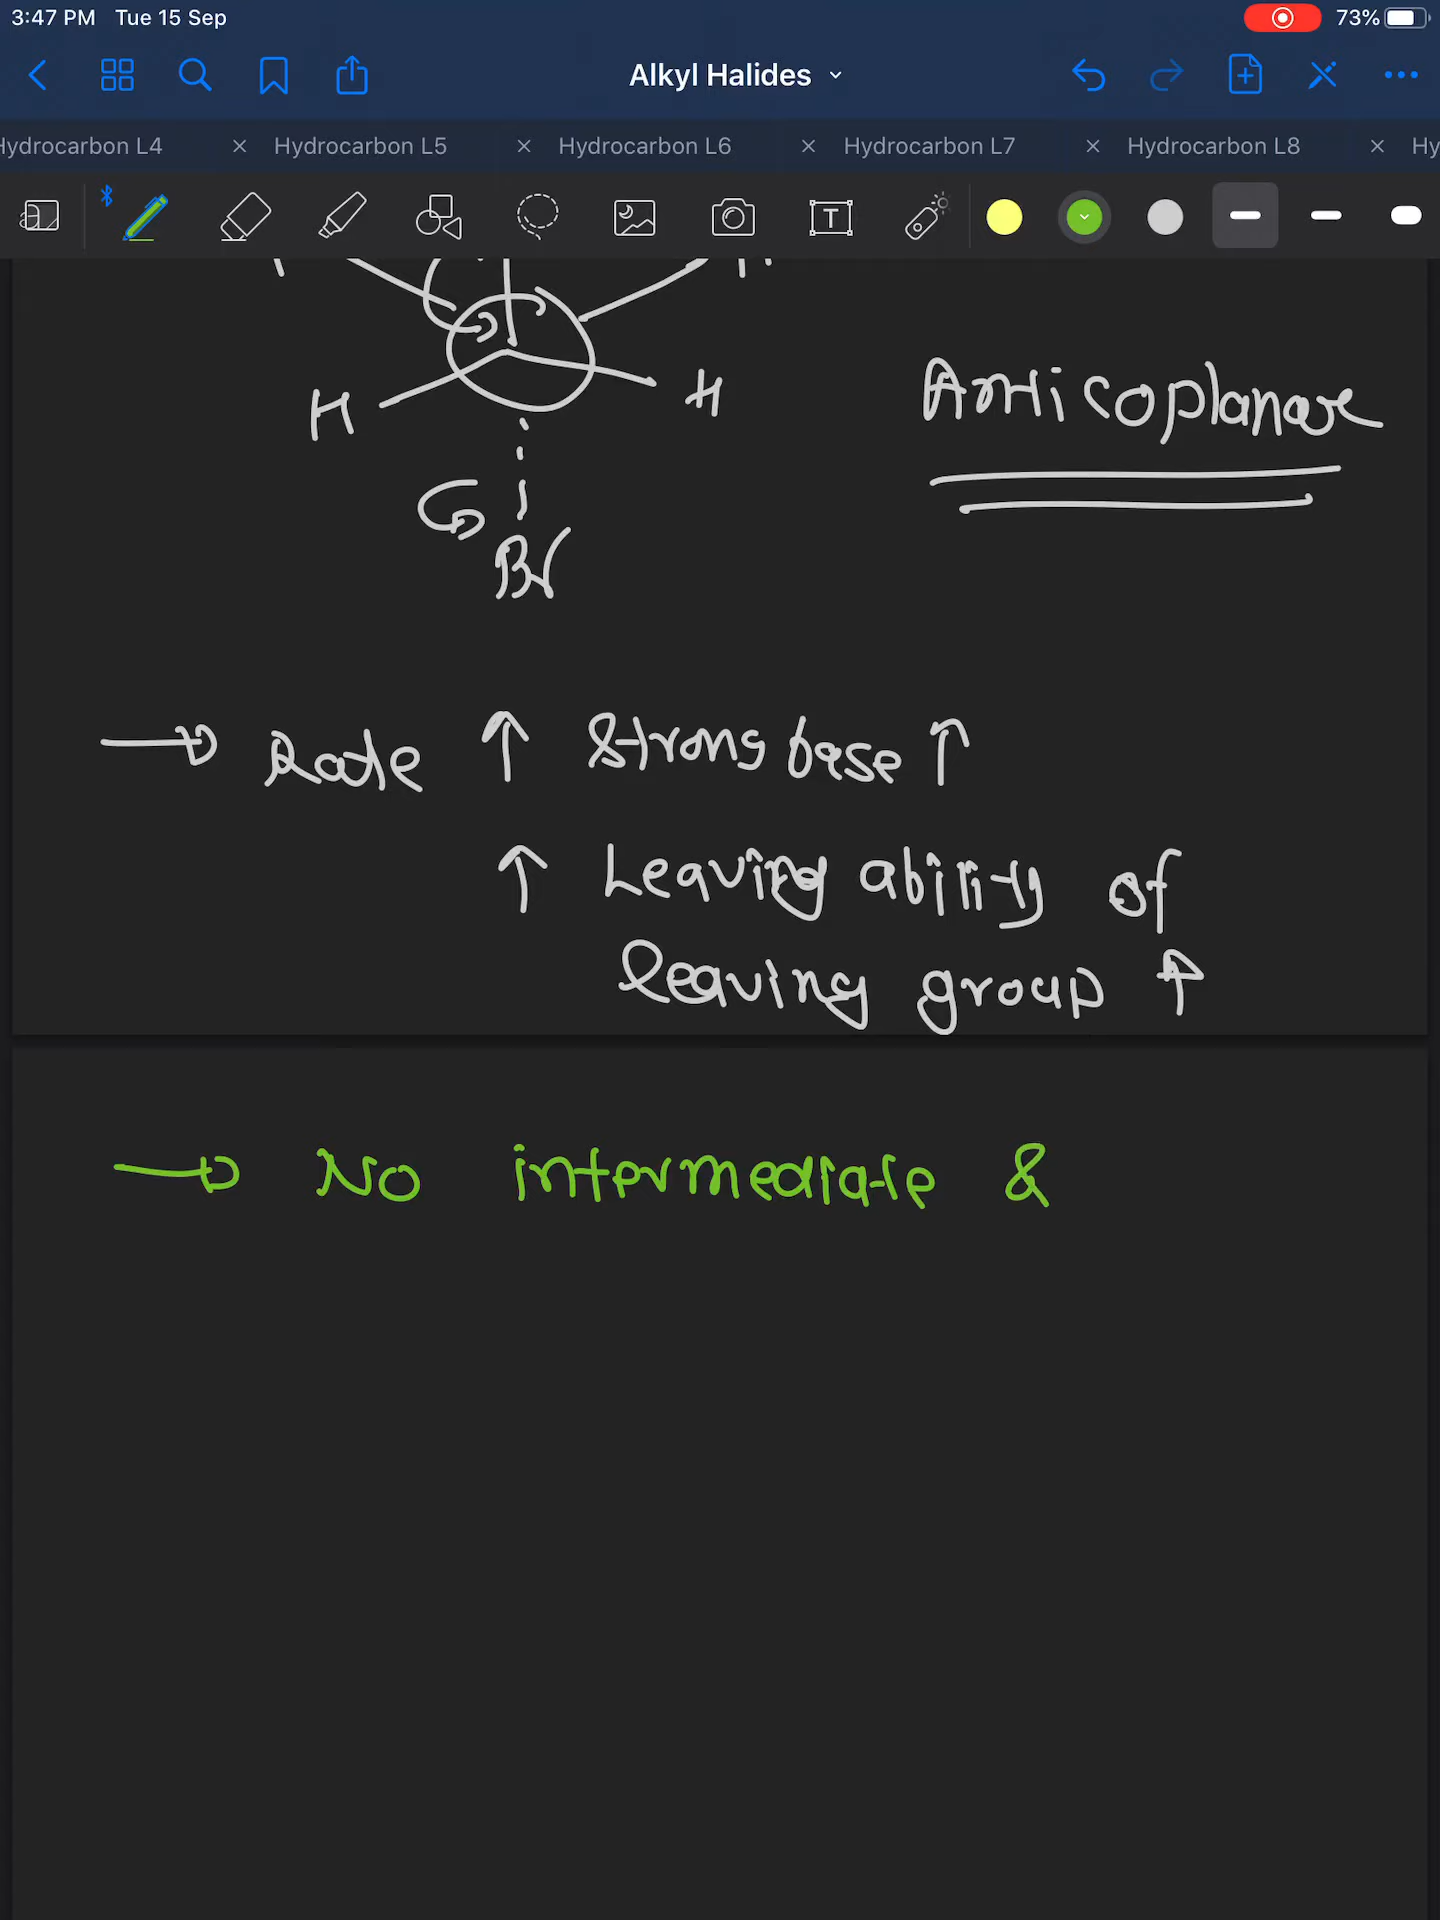 3:47 PM Tue 15 Sep 73%
Alkyl Halides
Hydrocarbon L4 × Hydrocarbon L5 × Hydrocarbon L6 × Hydrocarbon L7 × Hydrocarbon L8 × Hy
T
H H
Anticoplanar
Br
→ Rate ↑ Strong base ↑
↑ Leaving ability of
leaving group ↑
→ No intermediate &